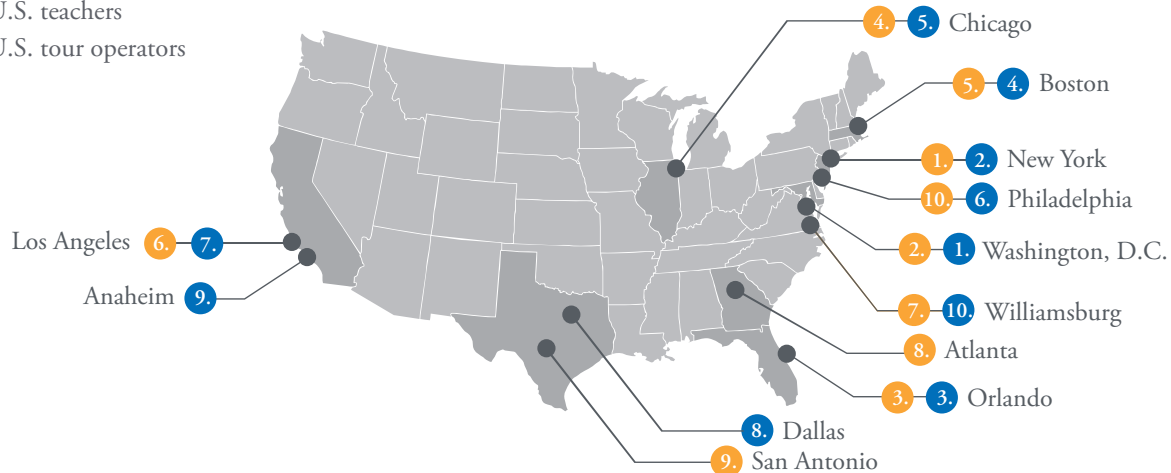 U.S. teachers
U.S. tour operators
4. 5. Chicago
5. 4. Boston
1. 2. New York
10. 6. Philadelphia
Los Angeles 6. 7.
2. 1. Washington, D.C.
Anaheim 9.
7. 10. Williamsburg
8. Atlanta
3. 3. Orlando
8. Dallas
9. San Antonio